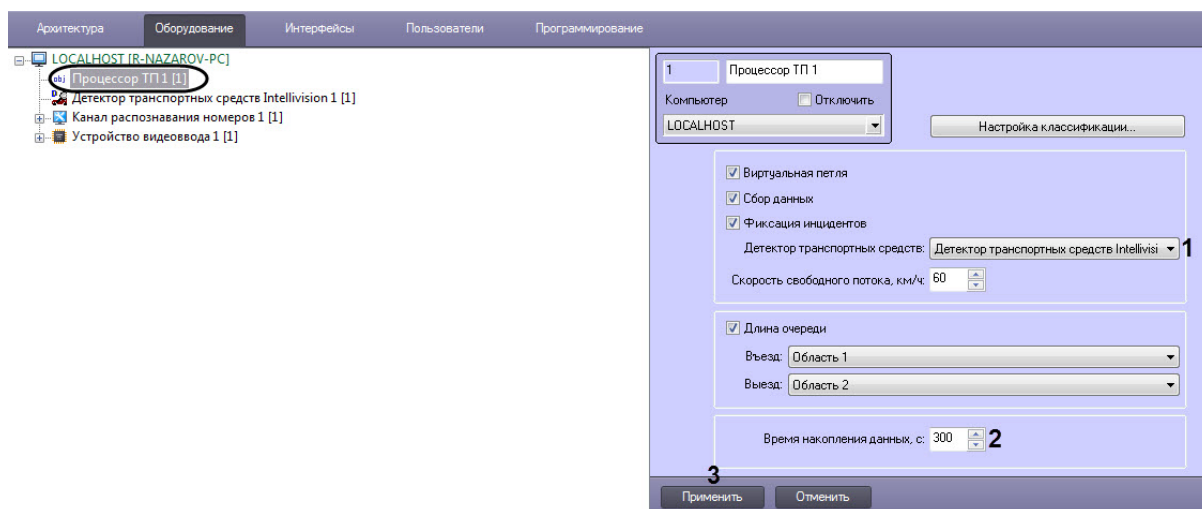 Архитектура Оборудование Интерфейсы Пользователи Программирование
LOCALHOST [R-NAZAROV-PC]
obj Процессор ТП 1 [1]
Детектор транспортных средств Intellivision 1 [1]
Канал распознавания номеров 1 [1]
Устройство видеоввода 1 [1]
1 Процессор ТП 1
Компьютер Отключить
LOCALHOST
Настройка классификации...
Виртуальная петля
Сбор данных
Фиксация инцидентов
Детектор транспортных средств: Детектор транспортных средств Intellivisi 1
Скорость свободного потока, км/ч: 60
Длина очереди
Въезд: Область 1
Выезд: Область 2
Время накопления данных, с: 300 2
3
Применить Отменить